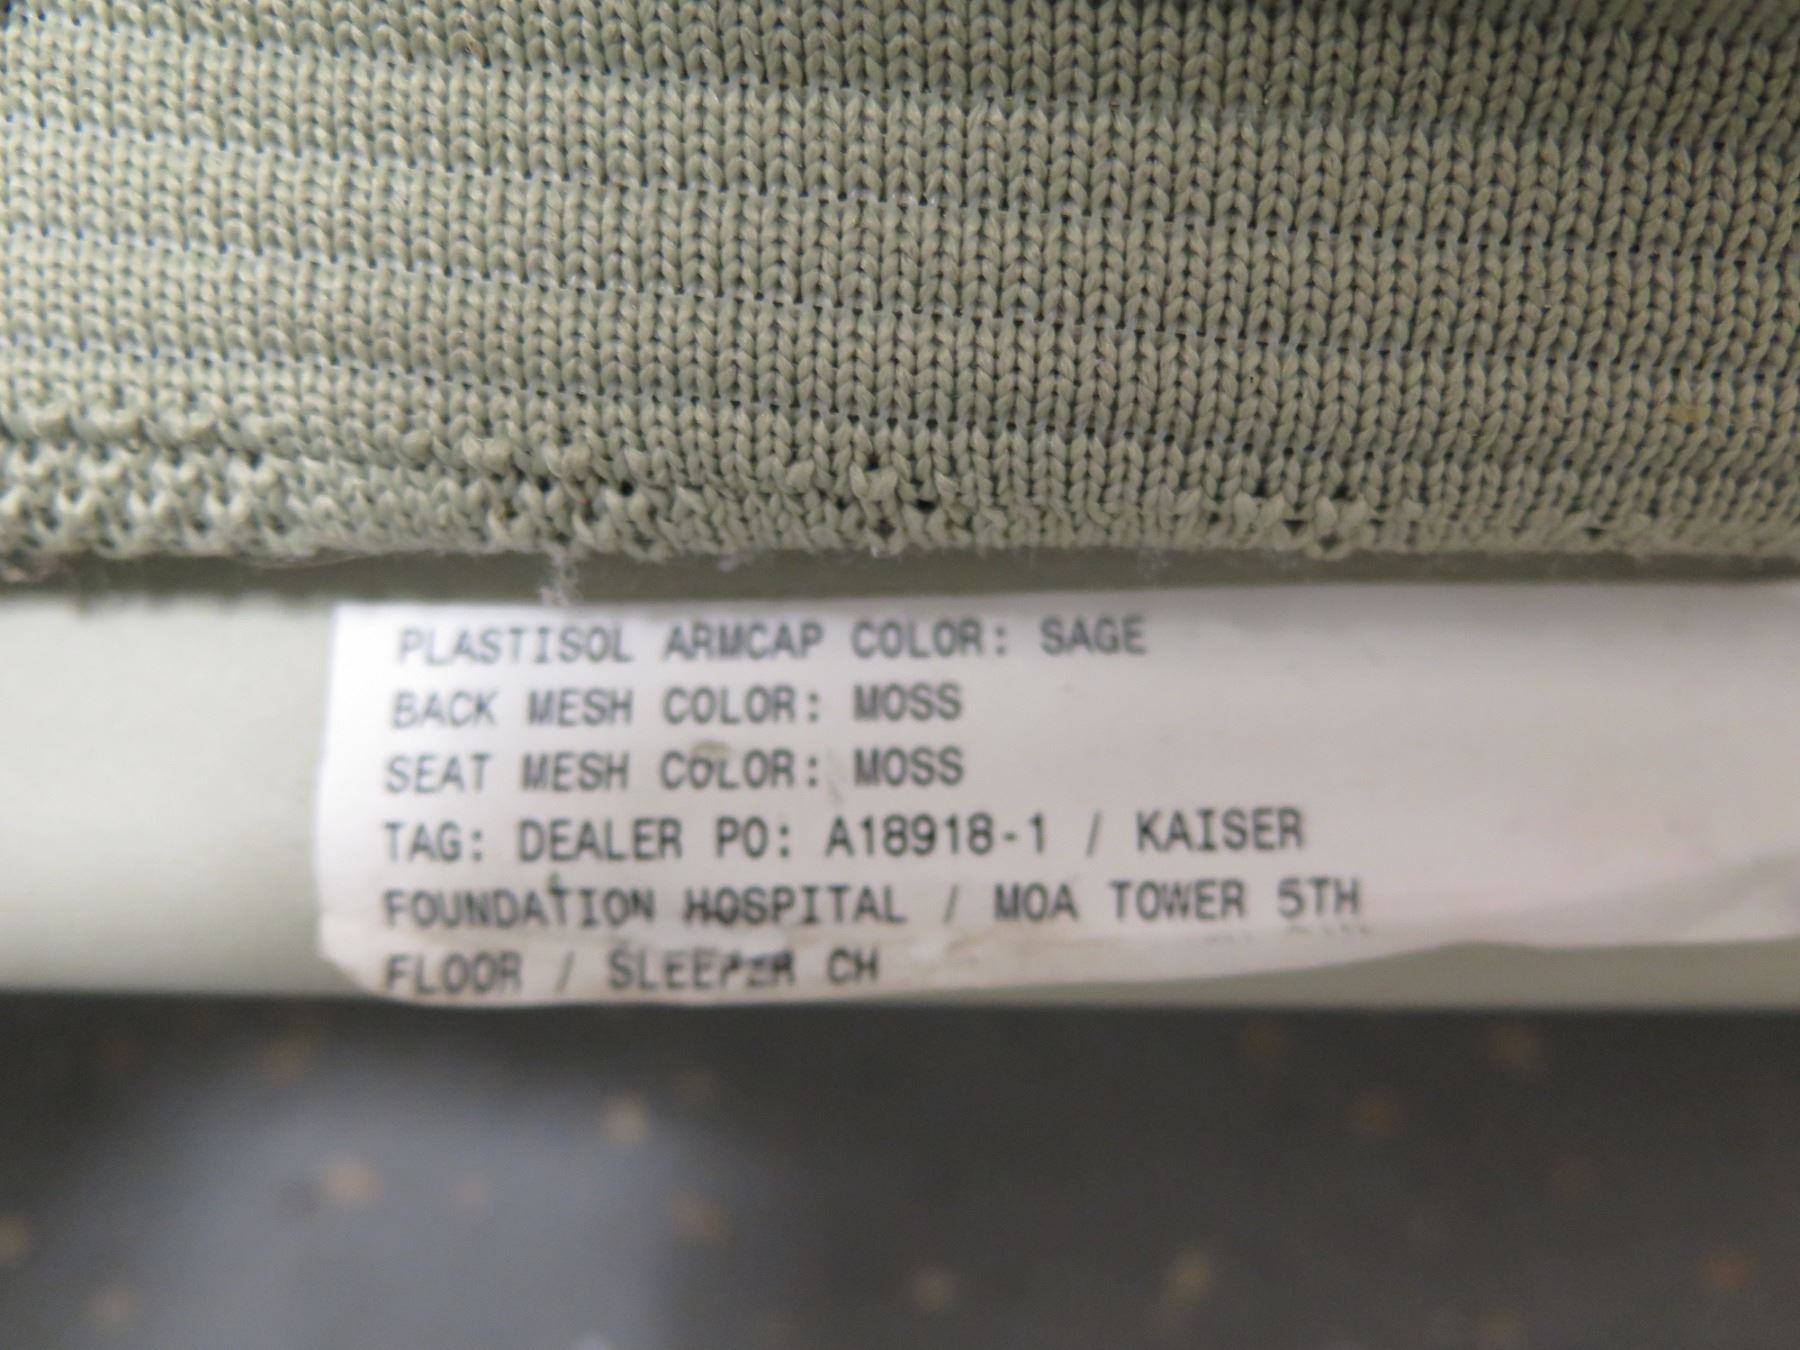 PLASTISOL ARMCAP COLOR: SAGE
BACK MESH COLOR: MOSS
SEAT MESH COLOR: MOSS
TAG: DEALER PO: A18918-1 / KAISER
FOUNDATION HOSPITAL / MOA TOWER 5TH
FLOOR / SLEEPER CH